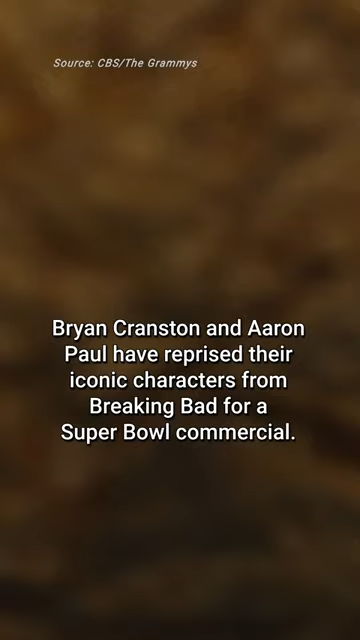 Source: CBS/The Grammys
Bryan Cranston and Aaron
Paul have reprised their
iconic characters from
Breaking Bad for a
Super Bowl commercial.